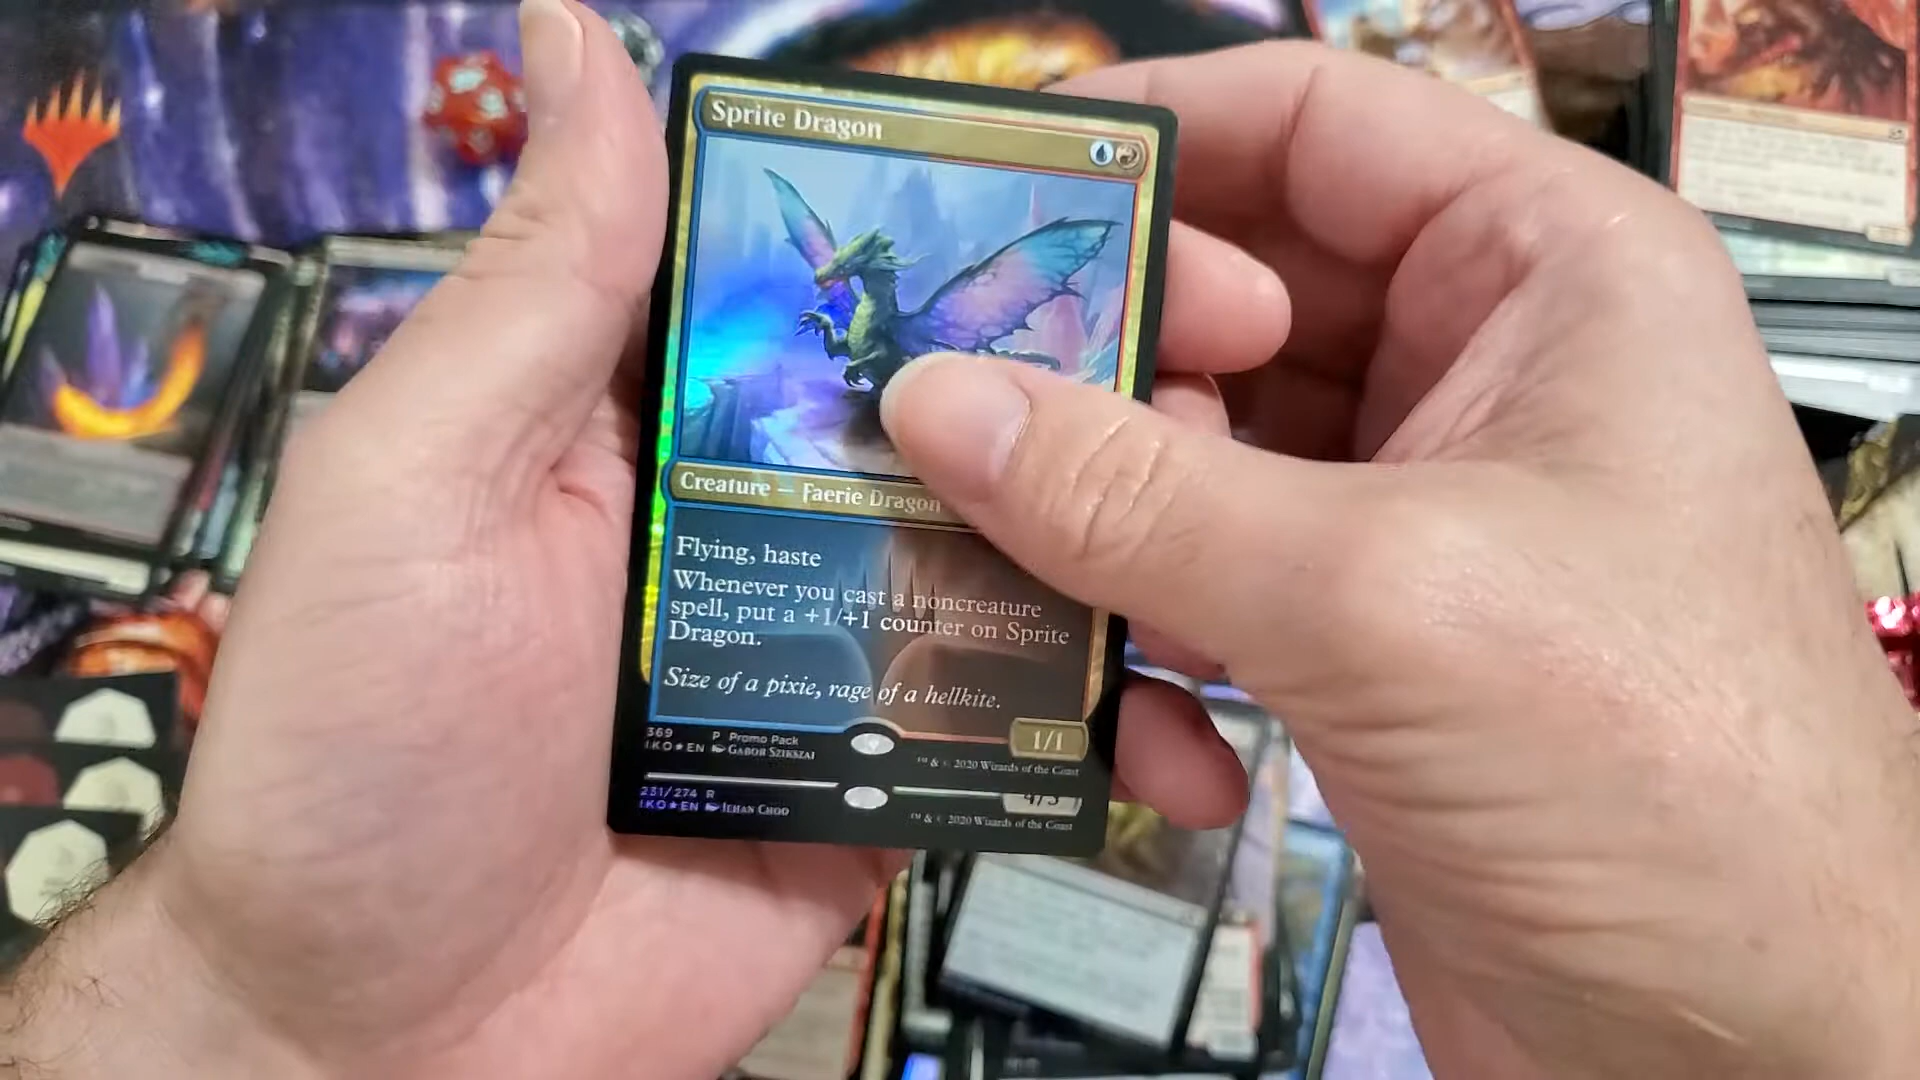 Sprite Dragon
Creature — Faerie Dragon
Flying, haste
Whenever you cast a noncreature
spell, put a +1/+1 counter on Sprite
Dragon.
Size of a pixie, rage of a hellkite.
1/1
369 P Promo Pack
IKO★EN GABOR SZIKSZAI
™ & © 2020 Wizards of the Coast
231/274 R
IKO★EN ILHAN CHOO
4/3
™ & © 2020 Wizards of the Coast